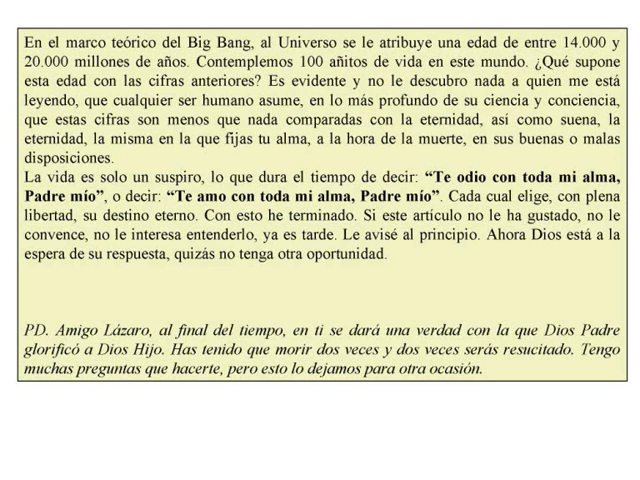 En el marco teórico del Big Bang, al Universo se le atribuye una edad de entre 14.000 y
20.000 millones de años. Contemplemos 100 añitos de vida en este mundo. ¿Qué supone
esta edad con las cifras anteriores? Es evidente y no le descubro nada a quien me está
leyendo, que cualquier ser humano asume, en lo más profundo de su ciencia y conciencia,
que estas cifras son menos que nada comparadas con la eternidad, así como suena, la
eternidad, la misma en la que fijas tu alma, a la hora de la muerte, en sus buenas o malas
disposiciones.
La vida es solo un suspiro, lo que dura el tiempo de decir: “Te odio con toda mi alma,
Padre mío”, o decir: “Te amo con toda mi alma, Padre mío”. Cada cual elige, con plena
libertad, su destino eterno. Con esto he terminado. Si este artículo no le ha gustado, no le
convence, no le interesa entenderlo, ya es tarde. Le avisé al principio. Ahora Dios está a la
espera de su respuesta, quizás no tenga otra oportunidad.
PD. Amigo Lázaro, al final del tiempo, en ti se dará una verdad con la que Dios Padre
glorificó a Dios Hijo. Has tenido que morir dos veces y dos veces serás resucitado. Tengo
muchas preguntas que hacerte, pero esto lo dejamos para otra ocasión.